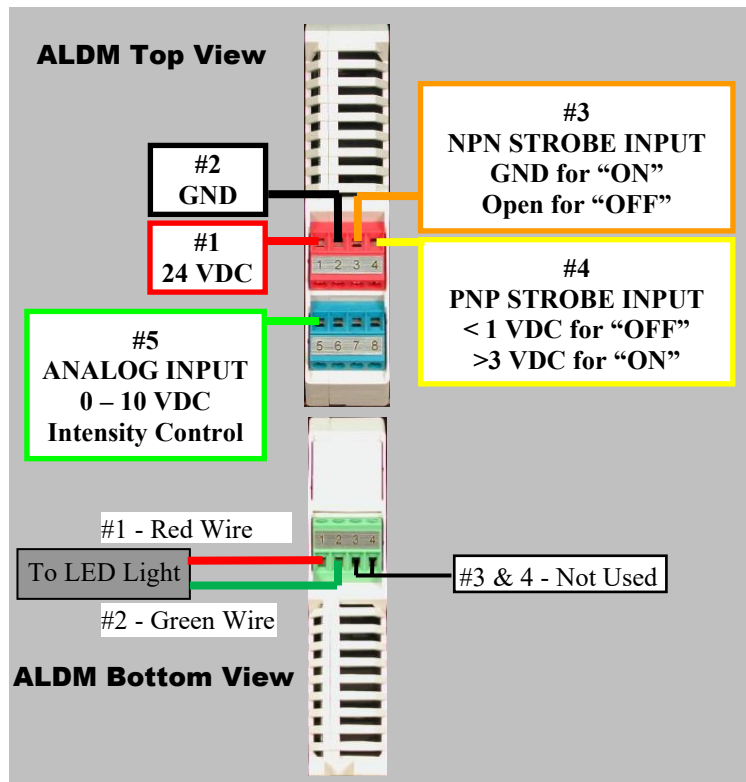 ALDM Top View
#3
NPN STROBE INPUT
GND for “ON”
Open for “OFF”
#2
GND
#1
24 VDC
1 2 3 4
#4
PNP STROBE INPUT
< 1 VDC for “OFF”
>3 VDC for “ON”
#5
ANALOG INPUT
0 – 10 VDC
Intensity Control
5 6 7 8
#1 - Red Wire
1 2 3 4
To LED Light
#3 & 4 - Not Used
#2 - Green Wire
ALDM Bottom View